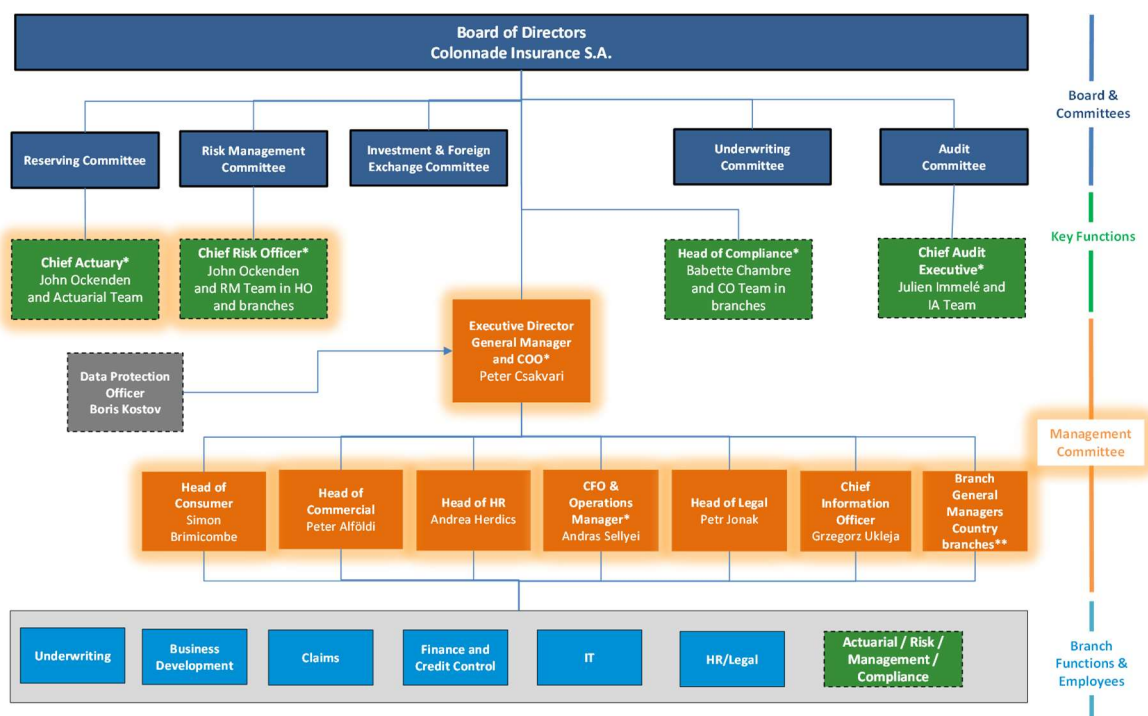 Board of Directors
Colonnade Insurance S.A.
Board &
Committees
Reserving Committee
Risk Management
Committee
Investment & Foreign
Exchange Committee
Underwriting
Committee
Audit
Committee
Key Functions
Chief Actuary*
John Ockenden
and Actuarial Team
Chief Risk Officer*
John Ockenden
and RM Team in HO
and branches
Head of Compliance*
Babette Chambre
and CO Team in
branches
Chief Audit
Executive*
Julien Immelé and
IA Team
Executive Director
General Manager
and COO*
Peter Csakvari
Data Protection
Officer
Boris Kostov
Management
Committee
Head of
Consumer
Simon
Brimicombe
Head of
Commercial
Peter Alföldi
Head of HR
Andrea Herdics
CFO &
Operations
Manager*
Andras Sellyei
Head of Legal
Petr Jonak
Chief
Information
Officer
Grzegorz Ukleja
Branch
General
Managers
Country
branches**
Underwriting
Business
Development
Claims
Finance and
Credit Control
IT
HR/Legal
Actuarial / Risk /
Management /
Compliance
Branch
Functions &
Employees